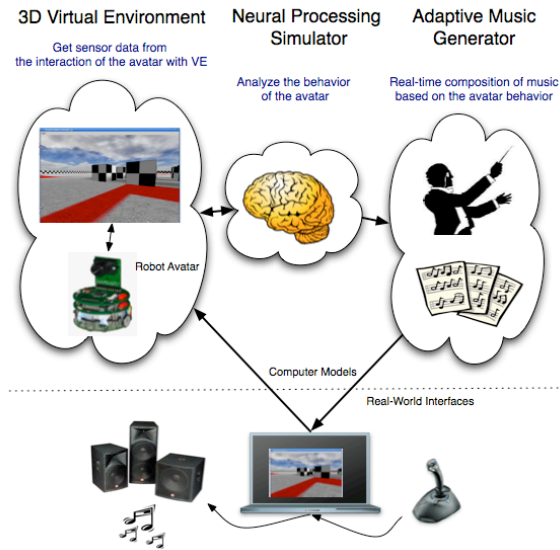 3D Virtual Environment
Get sensor data from
the interaction of the avatar with VE
Neural Processing
Simulator
Analyze the behavior
of the avatar
Adaptive Music
Generator
Real-time composition of music
based on the avatar behavior
Robot Avatar
Computer Models
Real-World Interfaces